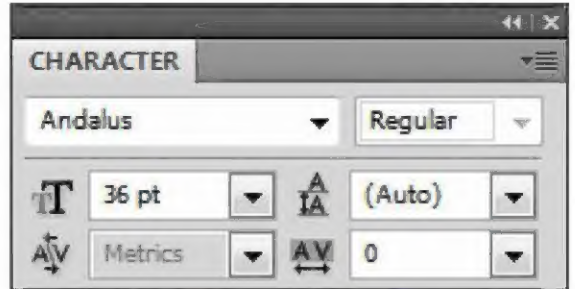 CHARACTER
Andalus Regular
36 pt (Auto)
Metrics 0